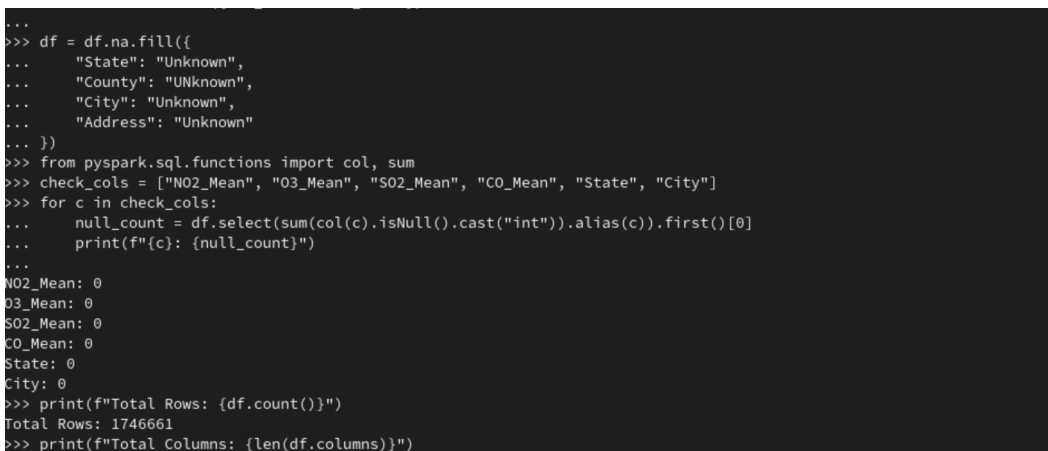 ...
>>> df = df.na.fill({
...     "State": "Unknown",
...     "County": "UNknown",
...     "City": "Unknown",
...     "Address": "Unknown"
... })
>>> from pyspark.sql.functions import col, sum
>>> check_cols = ["NO2_Mean", "O3_Mean", "SO2_Mean", "CO_Mean", "State", "City"]
>>> for c in check_cols:
...     null_count = df.select(sum(col(c).isNull().cast("int")).alias(c)).first()[0]
...     print(f"{c}: {null_count}")
...
NO2_Mean: 0
O3_Mean: 0
SO2_Mean: 0
CO_Mean: 0
State: 0
City: 0
>>> print(f"Total Rows: {df.count()}")
Total Rows: 1746661
>>> print(f"Total Columns: {len(df.columns)}")